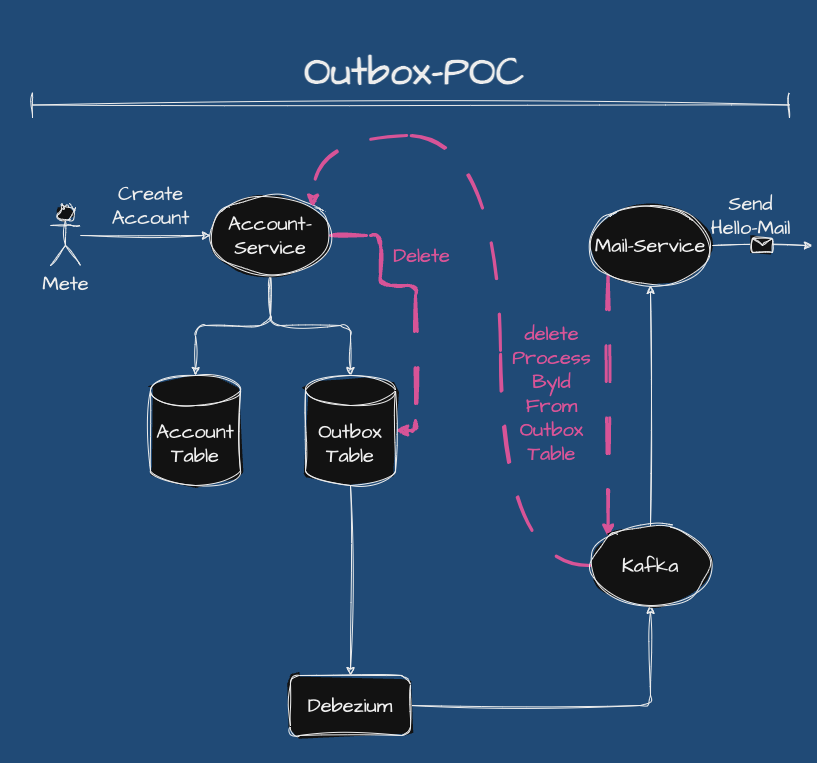 Outbox-POC
Create
Account
Mete
Account-
Service
Delete
Send
Hello-Mail
Mail-Service
delete
Process
ById
From
Outbox
Table
Account
Table
Outbox
Table
Kafka
Debezium